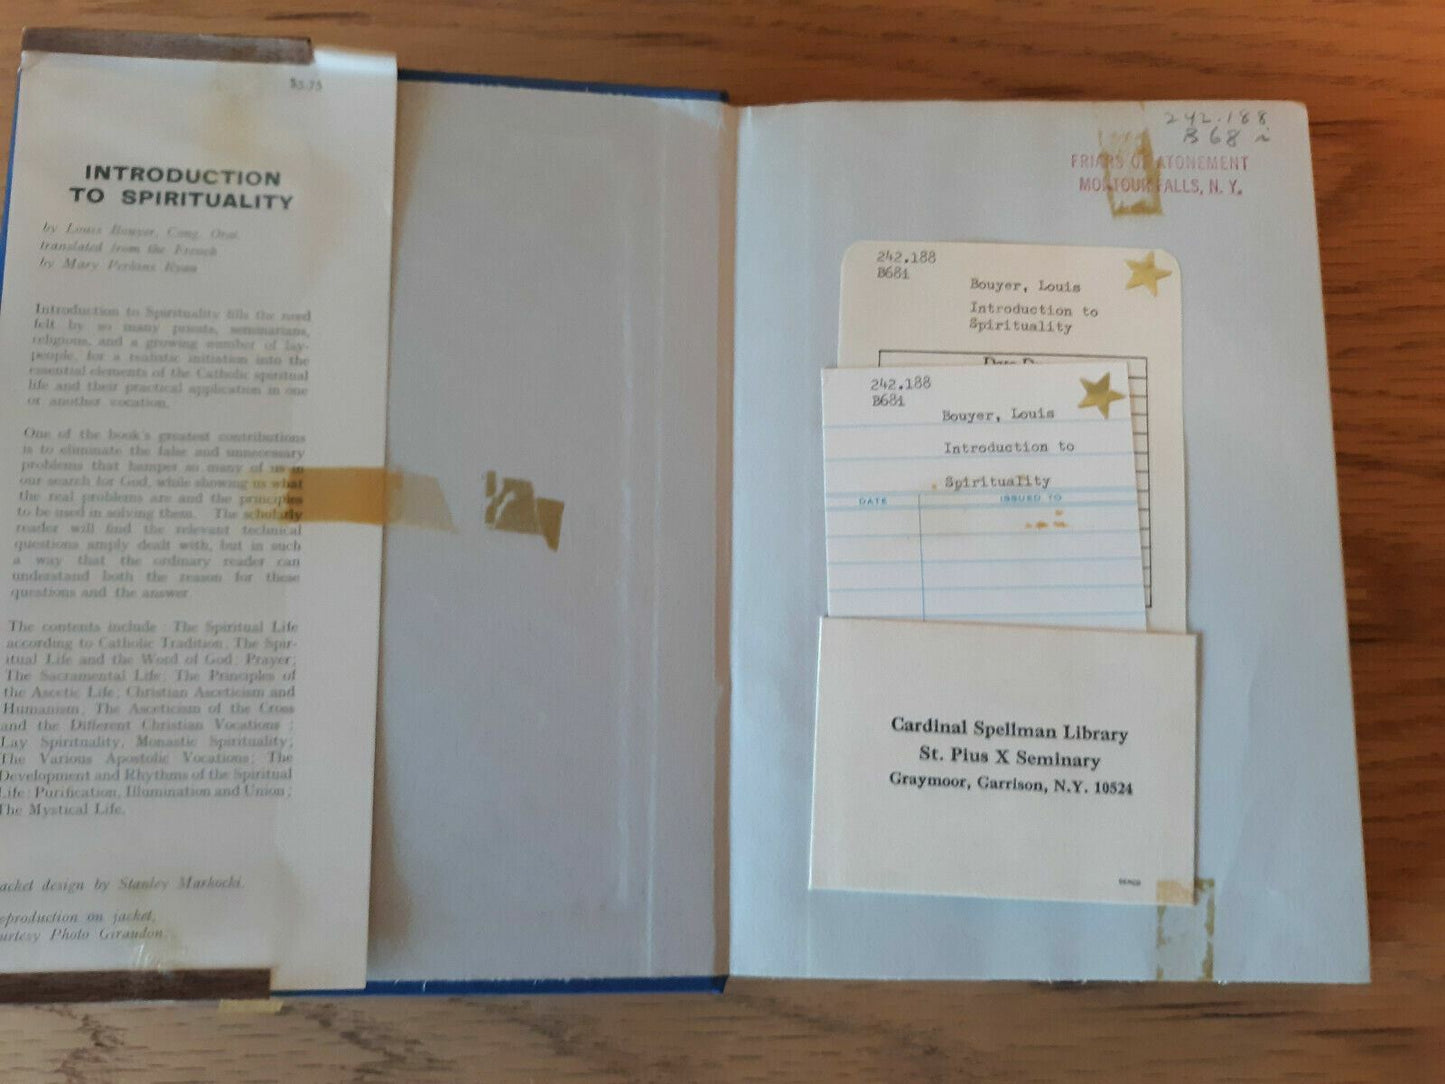 $5.75
INTRODUCTION
TO SPIRITUALITY
by Louis Bouyer, Cong. Orat.
translated from the French
by Mary Perkins Ryan
Introduction to Spirituality fills the need
felt by so many priests, seminarians,
religious, and a growing number of lay-
people, for a realistic initiation into the
essential elements of the Catholic spiritual
life and their practical application in one
or another vocation.
One of the book's greatest contributions
is to eliminate the false and unnecessary
problems that hamper so many of us in
our search for God, while showing us what
the real problems are and the principles
to be used in solving them. The scholarly
reader will find the relevant technical
questions amply dealt with, but in such
a way that the ordinary reader can
understand both the reason for these
questions and the answer.
The contents include: The Spiritual Life
according to Catholic Tradition; The Spir-
itual Life and the Word of God; Prayer;
The Sacramental Life; The Principles of
the Ascetic Life; Christian Asceticism and
Humanism; The Asceticism of the Cross
and the Different Christian Vocations;
Lay Spirituality, Monastic Spirituality;
The Various Apostolic Vocations; The
Development and Rhythms of the Spiritual
Life: Purification, Illumination and Union;
The Mystical Life.
acket design by Stanley Markocki.
eproduction on jacket,
urtesy Photo Giraudon.
242.188
B68i
FRIARS OF ATONEMENT
MONTOUR FALLS, N. Y.
242.188
B681
Bouyer, Louis
Introduction to
Spirituality
242.188
B681
Bouyer, Louis
Introduction to
Spirituality
DATE ISSUED TO
Cardinal Spellman Library
St. Pius X Seminary
Graymoor, Garrison, N.Y. 10524